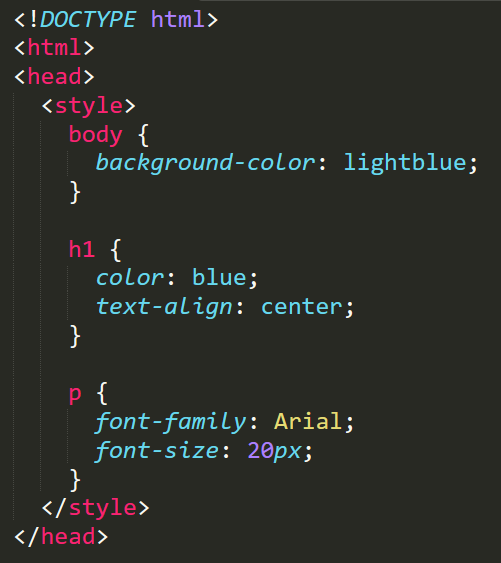 <!DOCTYPE html>
<html>
<head>
  <style>
    body {
      background-color: lightblue;
    }

    h1 {
      color: blue;
      text-align: center;
    }

    p {
      font-family: Arial;
      font-size: 20px;
    }
  </style>
</head>